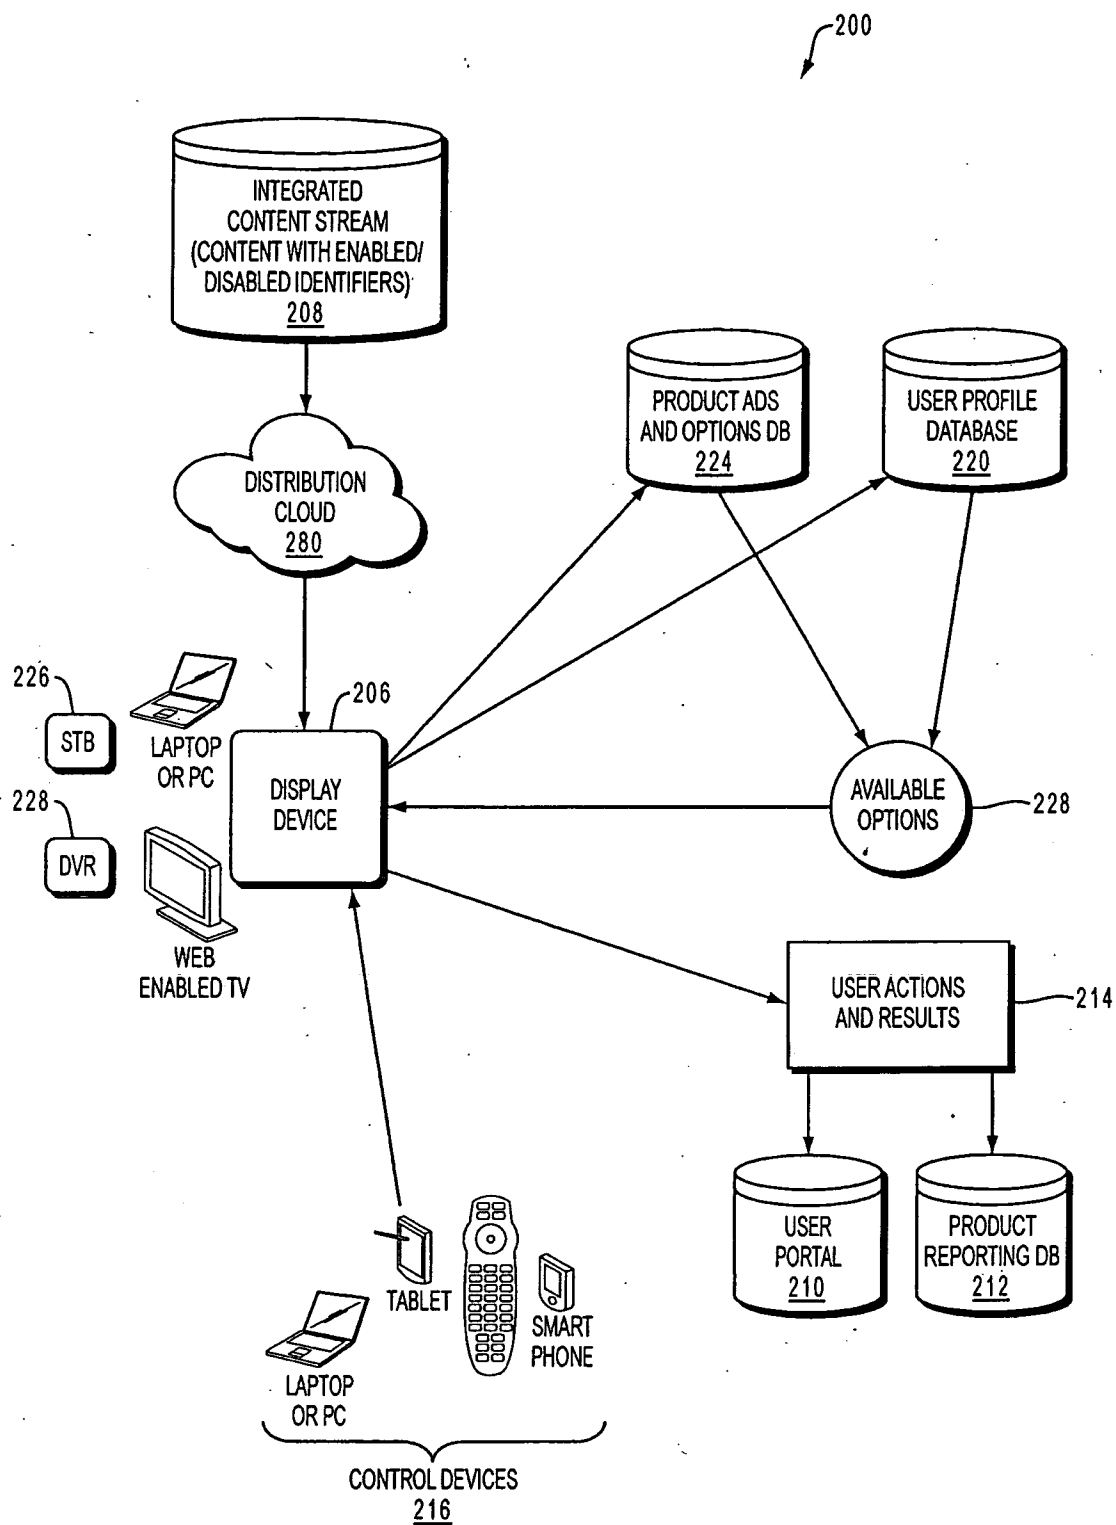 200
INTEGRATED
CONTENT STREAM
(CONTENT WITH ENABLED/
DISABLED IDENTIFIERS)
208
PRODUCT ADS
AND OPTIONS DB
224
USER PROFILE
DATABASE
220
DISTRIBUTION
CLOUD
280
226
STB
LAPTOP
OR PC
206
DISPLAY
DEVICE
AVAILABLE
OPTIONS
228
228
DVR
WEB
ENABLED TV
USER ACTIONS
AND RESULTS
214
USER
PORTAL
210
PRODUCT
REPORTING DB
212
TABLET
SMART
PHONE
LAPTOP
OR PC
CONTROL DEVICES
216